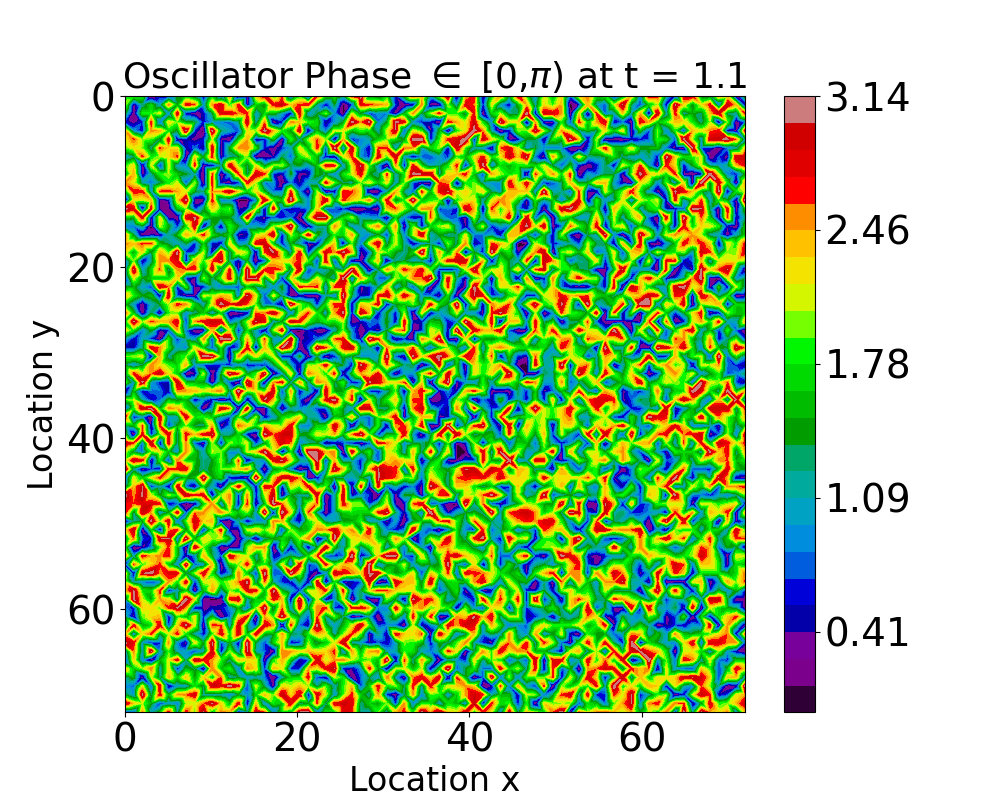 Oscillator Phase ∈ [0,π) at t = 1.1
0
20
40
60
Location y
0 20 40 60
Location x
3.14
2.46
1.78
1.09
0.41